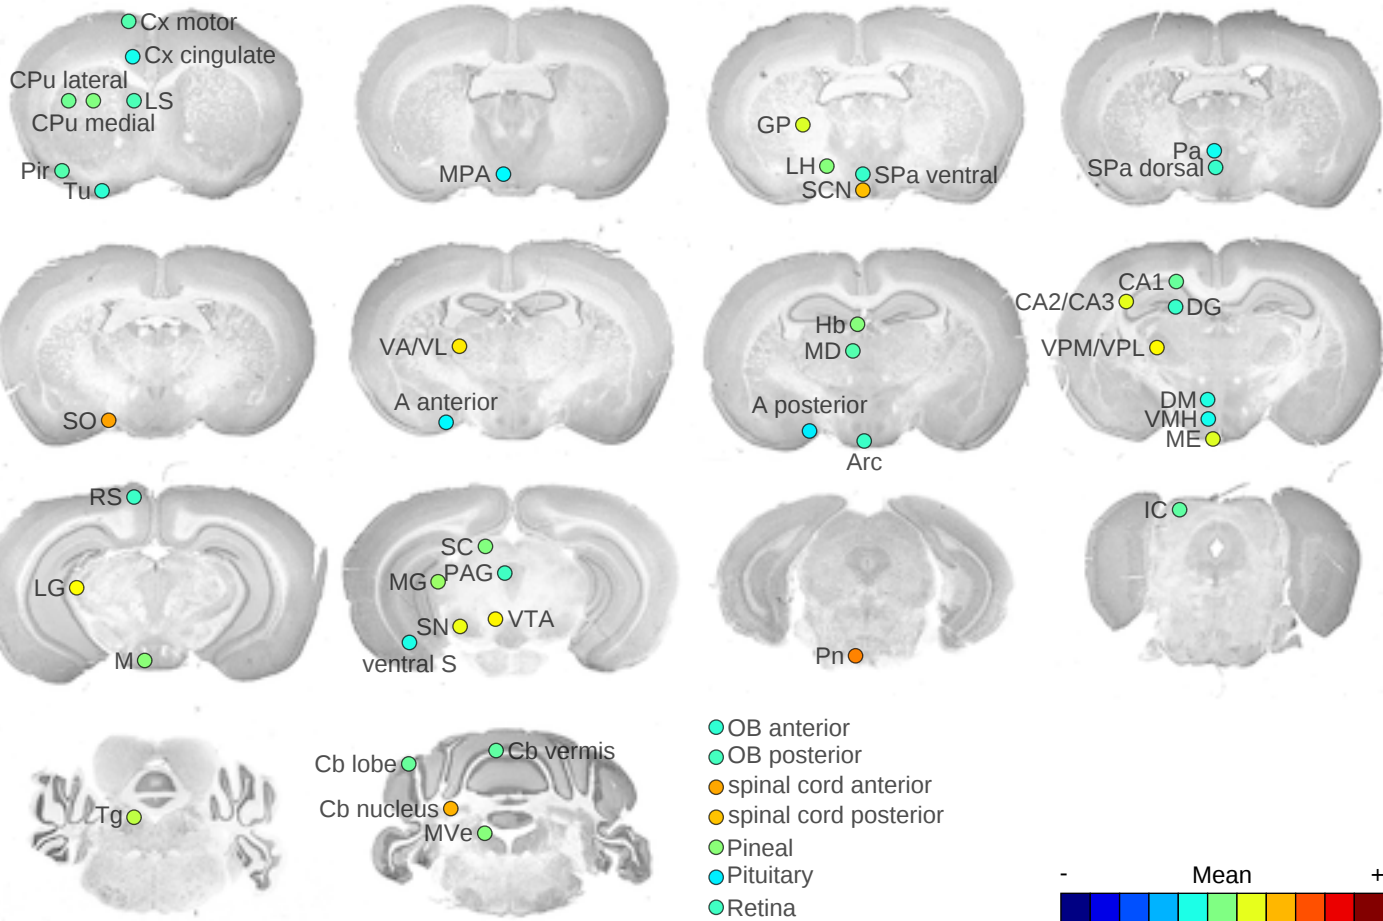 Cx motor
Cx cingulate
CPu lateral
LS
CPu medial
Pir
Tu
MPA
GP
LH
SPa ventral
SCN
Pa
SPa dorsal
SO
VA/VL
A anterior
Hb
MD
A posterior
Arc
CA1
CA2/CA3
DG
VPM/VPL
DM
VMH
ME
RS
LG
M
SC
PAG
MG
VTA
SN
ventral S
Pn
IC
Tg
Cb vermis
Cb lobe
Cb nucleus
MVe
OB anterior
OB posterior
spinal cord anterior
spinal cord posterior
Pineal
Pituitary
Retina
- Mean +